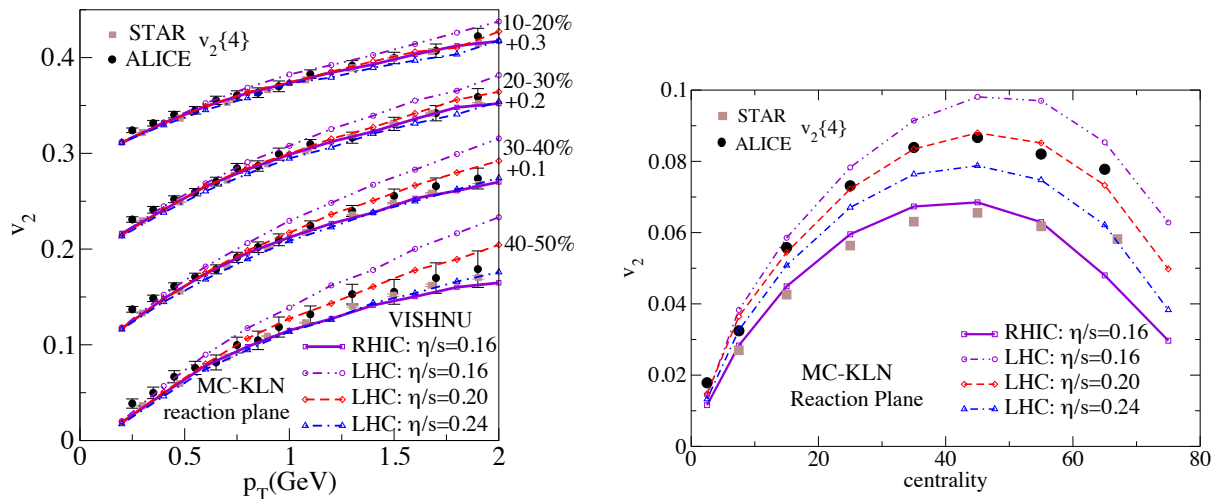 STAR
ALICE
v₂{4}
10-20%
+0.3
20-30%
+0.2
30-40%
+0.1
40-50%
VISHNU
RHIC: η/s=0.16
LHC: η/s=0.16
LHC: η/s=0.20
LHC: η/s=0.24
MC-KLN
reaction plane
0.4
0.3
0.2
0.1
0
v₂
0
0.5
1
1.5
2
p_T(GeV)
STAR
ALICE
v₂{4}
0.1
0.08
0.06
0.04
0.02
0
v₂
RHIC: η/s=0.16
LHC: η/s=0.16
LHC: η/s=0.20
LHC: η/s=0.24
MC-KLN
Reaction Plane
0
20
40
60
80
centrality